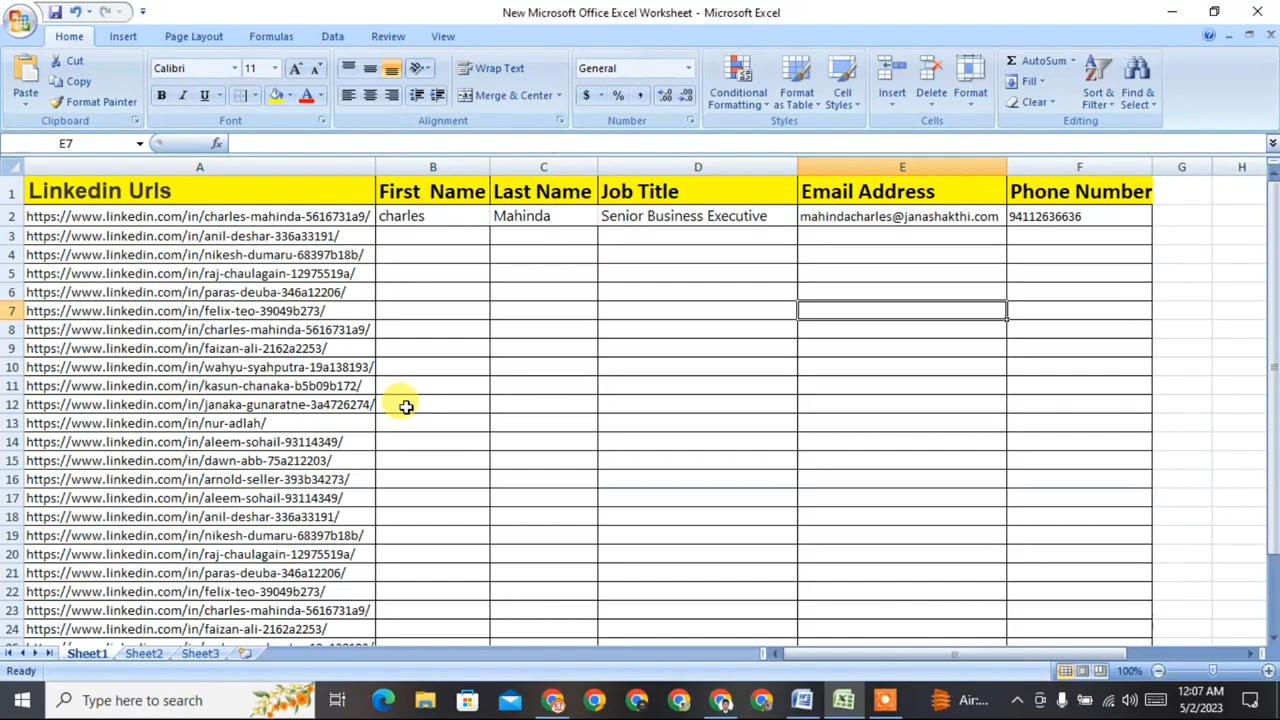 New Microsoft Office Excel Worksheet - Microsoft Excel
Home Insert Page Layout Formulas Data Review View
Paste
Cut
Copy
Format Painter
Clipboard
Calibri 11
B I U
Font
Wrap Text
Merge & Center
Alignment
General
$ % ,
Number
Conditional Formatting
Format as Table
Cell Styles
Styles
Insert Delete Format
Cells
Σ AutoSum
Fill
Clear
Sort & Filter
Find & Select
Editing
E7 fx
A B C D E F G H
1 Linkedin Urls First Name Last Name Job Title Email Address Phone Number
2 https://www.linkedin.com/in/charles-mahinda-5616731a9/ charles Mahinda Senior Business Executive mahindacharles@janashakthi.com 94112636636
3 https://www.linkedin.com/in/anil-deshar-336a33191/
4 https://www.linkedin.com/in/nikesh-dumaru-68397b18b/
5 https://www.linkedin.com/in/raj-chaulagain-12975519a/
6 https://www.linkedin.com/in/paras-deuba-346a12206/
7 https://www.linkedin.com/in/felix-teo-39049b273/
8 https://www.linkedin.com/in/charles-mahinda-5616731a9/
9 https://www.linkedin.com/in/faizan-ali-2162a2253/
10 https://www.linkedin.com/in/wahyu-syahputra-19a138193/
11 https://www.linkedin.com/in/kasun-chanaka-b5b09b172/
12 https://www.linkedin.com/in/janaka-gunaratne-3a4726274/
13 https://www.linkedin.com/in/nur-adlah/
14 https://www.linkedin.com/in/aleem-sohail-93114349/
15 https://www.linkedin.com/in/dawn-abb-75a212203/
16 https://www.linkedin.com/in/arnold-seller-393b34273/
17 https://www.linkedin.com/in/aleem-sohail-93114349/
18 https://www.linkedin.com/in/anil-deshar-336a33191/
19 https://www.linkedin.com/in/nikesh-dumaru-68397b18b/
20 https://www.linkedin.com/in/raj-chaulagain-12975519a/
21 https://www.linkedin.com/in/paras-deuba-346a12206/
22 https://www.linkedin.com/in/felix-teo-39049b273/
23 https://www.linkedin.com/in/charles-mahinda-5616731a9/
24 https://www.linkedin.com/in/faizan-ali-2162a2253/
Sheet1 Sheet2 Sheet3
Ready 100%
Type here to search
Air:...
12:07 AM
5/2/2023